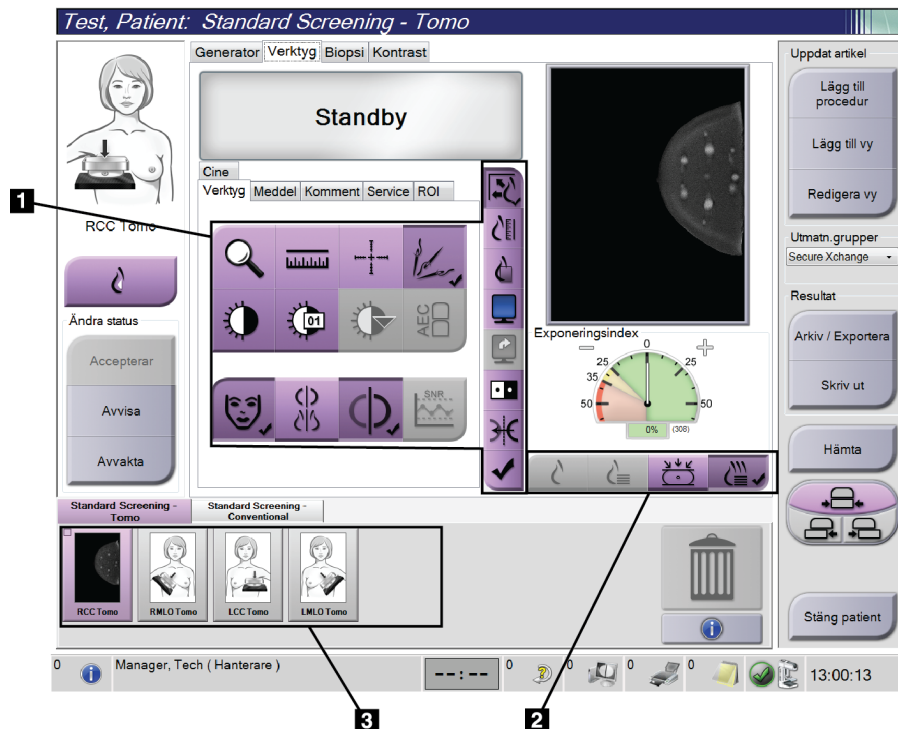 Test, Patient: Standard Screening - Tomo
Generator Verktyg Biopsi Kontrast
Standby
Cine
Verktyg Meddel Komment Service ROI
1
RCC Tomo
Ändra status
Accepterar
Avvisa
Avvakta
01
AEC
SNR
Exponeringsindex
0
25 25
35
50 50
0% (308)
Uppdat artikel
Lägg till
procedur
Lägg till vy
Redigera vy
Utmatn.grupper
Secure Xchange
Resultat
Arkiv / Exportera
Skriv ut
Hämta
Stäng patient
Standard Screening -
Tomo
Standard Screening -
Conventional
RCC Tomo RMLO Tomo LCC Tomo LMLO Tomo
0 Manager, Tech ( Hanterare ) --:-- 0 0 0 0 13:00:13
3 2